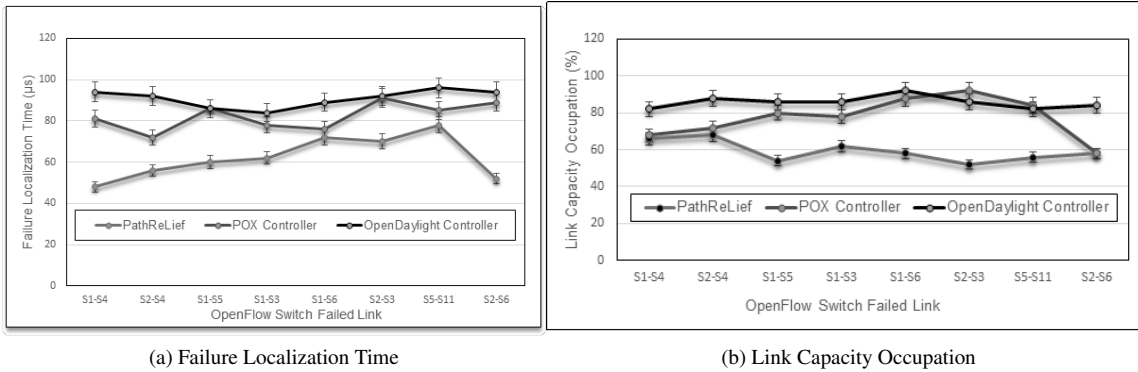 120
100
80
60
40
20
0
Failure Localization Time (µs)
PathReLief
POX Controller
OpenDaylight Controller
S1-S4
S2-S4
S1-S5
S1-S3
S1-S6
S2-S3
S5-S11
S2-S6
OpenFlow Switch Failed Link
(a) Failure Localization Time
120
100
80
60
40
20
0
Link Capacity Occupation (%)
PathReLief
POX Controller
OpenDaylight Controller
S1-S4
S2-S4
S1-S5
S1-S3
S1-S6
S2-S3
S5-S11
S2-S6
OpenFlow Switch Failed Link
(b) Link Capacity Occupation